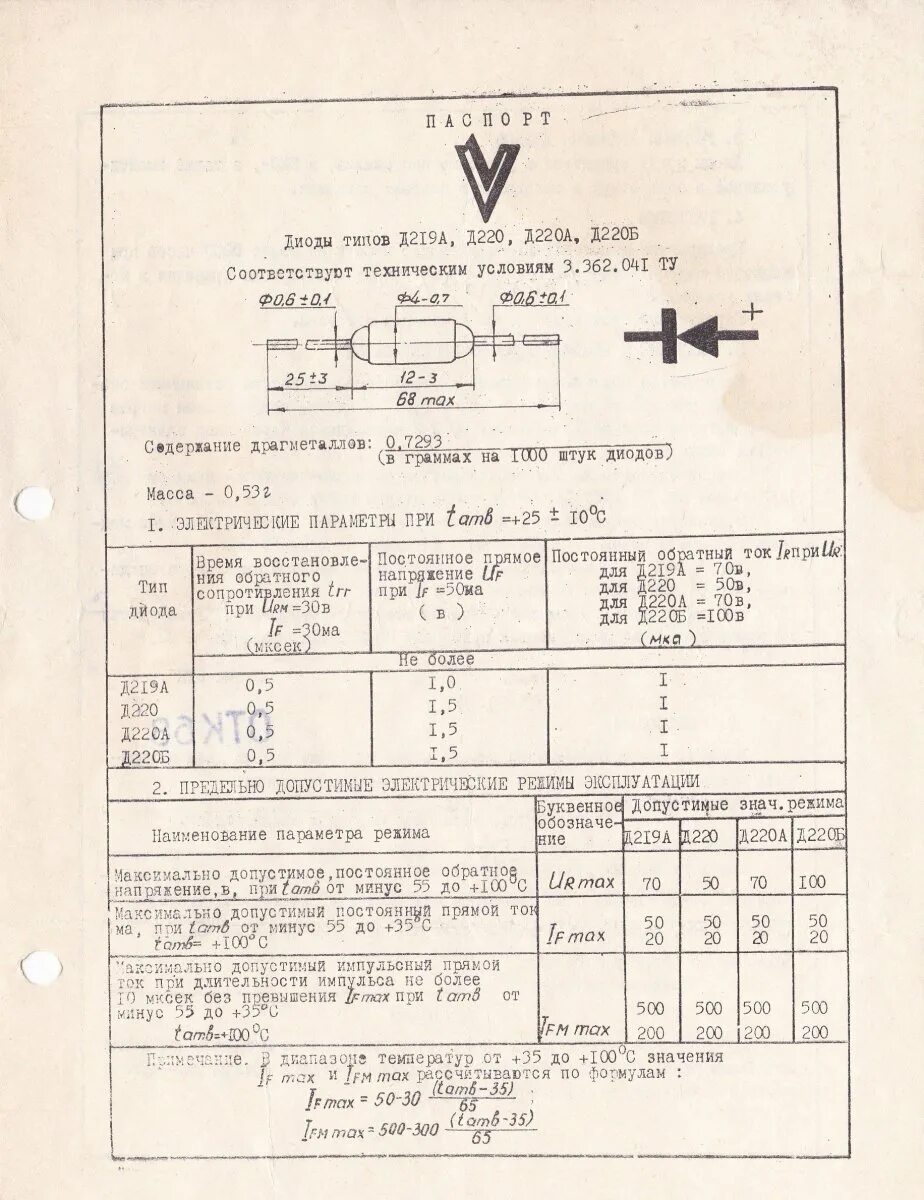 ПАСПОРТ
Диоды типов Д219А, Д220, Д220А, Д220Б
Соответствуют техническим условиям 3.362.041 ТУ
Ф0,6±0,1
Ф4-0,7
Ф0,6±0,1
+
25±3
12-3
68 max
Содержание драгметаллов: 0,7293
(в граммах на 1000 штук диодов)
Масса - 0,53г
I. ЭЛЕКТРИЧЕСКИЕ ПАРАМЕТРЫ ПРИ tamb =+25 ± 10°С
Тип
диода
Время восстановле-
ния обратного
сопротивления trr
при URM =30в
IF =30ма
(мксек)
Постоянное прямое
напряжение UF
при IF =50ма
( в )
Постоянный обратный ток IR при UR
для Д219А = 70в,
для Д220 = 50в,
для Д220А = 70в,
для Д220Б =100в
(мка)
Не более
Д219А 0,5 1,0 I
Д220 0,5 1,5 I
Д220А 0,5 1,5 I
Д220Б 0,5 1,5 I
2. ПРЕДЕЛЬНО ДОПУСТИМЫЕ ЭЛЕКТРИЧЕСКИЕ РЕЖИМЫ ЭКСПЛУАТАЦИИ
Наименование параметра режима
Буквенное
обозначе-
ние
Допустимые знач. режима
Д219А Д220 Д220А Д220Б
Максимально допустимое,постоянное обратное
напряжение,в, при tamb от минус 55 до +100°С
UR max 70 50 70 100
Максимально допустимый постоянный прямой ток
ма, при tamb от минус 55 до +35°С
tamb= +100°С
IF max
50 50 50 50
20 20 20 20
Максимально допустимый импульсный прямой
ток при длительности импульса не более
10 мксек без превышения IF max при tamb от
минус 55 до +35°С
tamb=+100°С
IFM max
500 500 500 500
200 200 200 200
Примечание. В диапазоне температур от +35 до +100°С значения
IF max и IFM max рассчитываются по формулам :
IF max = 50-30 (tamb-35)/65
IFM max = 500-300 (tamb-35)/65